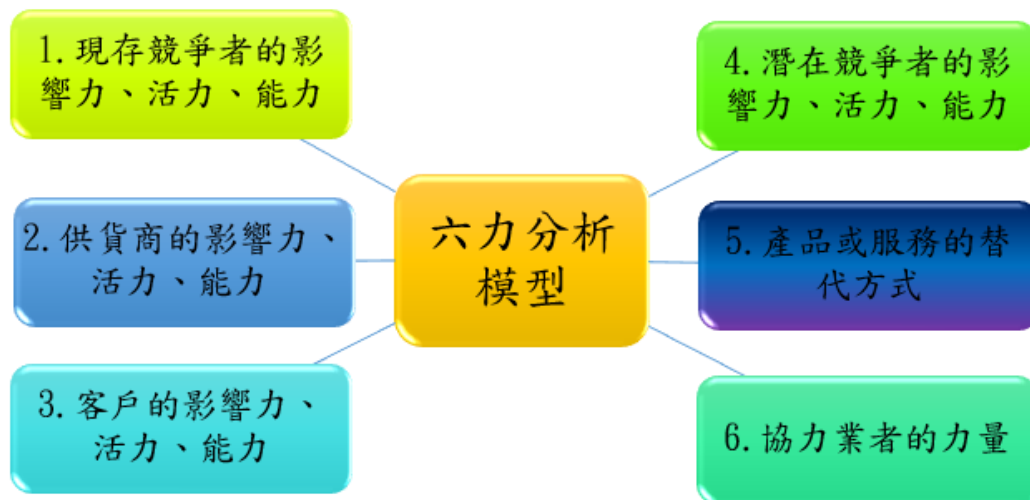 1.現存競爭者的影
響力、活力、能力
2.供貨商的影響力、
活力、能力
3.客戶的影響力、
活力、能力
六力分析
模型
4.潛在競爭者的影
響力、活力、能力
5.產品或服務的替
代方式
6.協力業者的力量